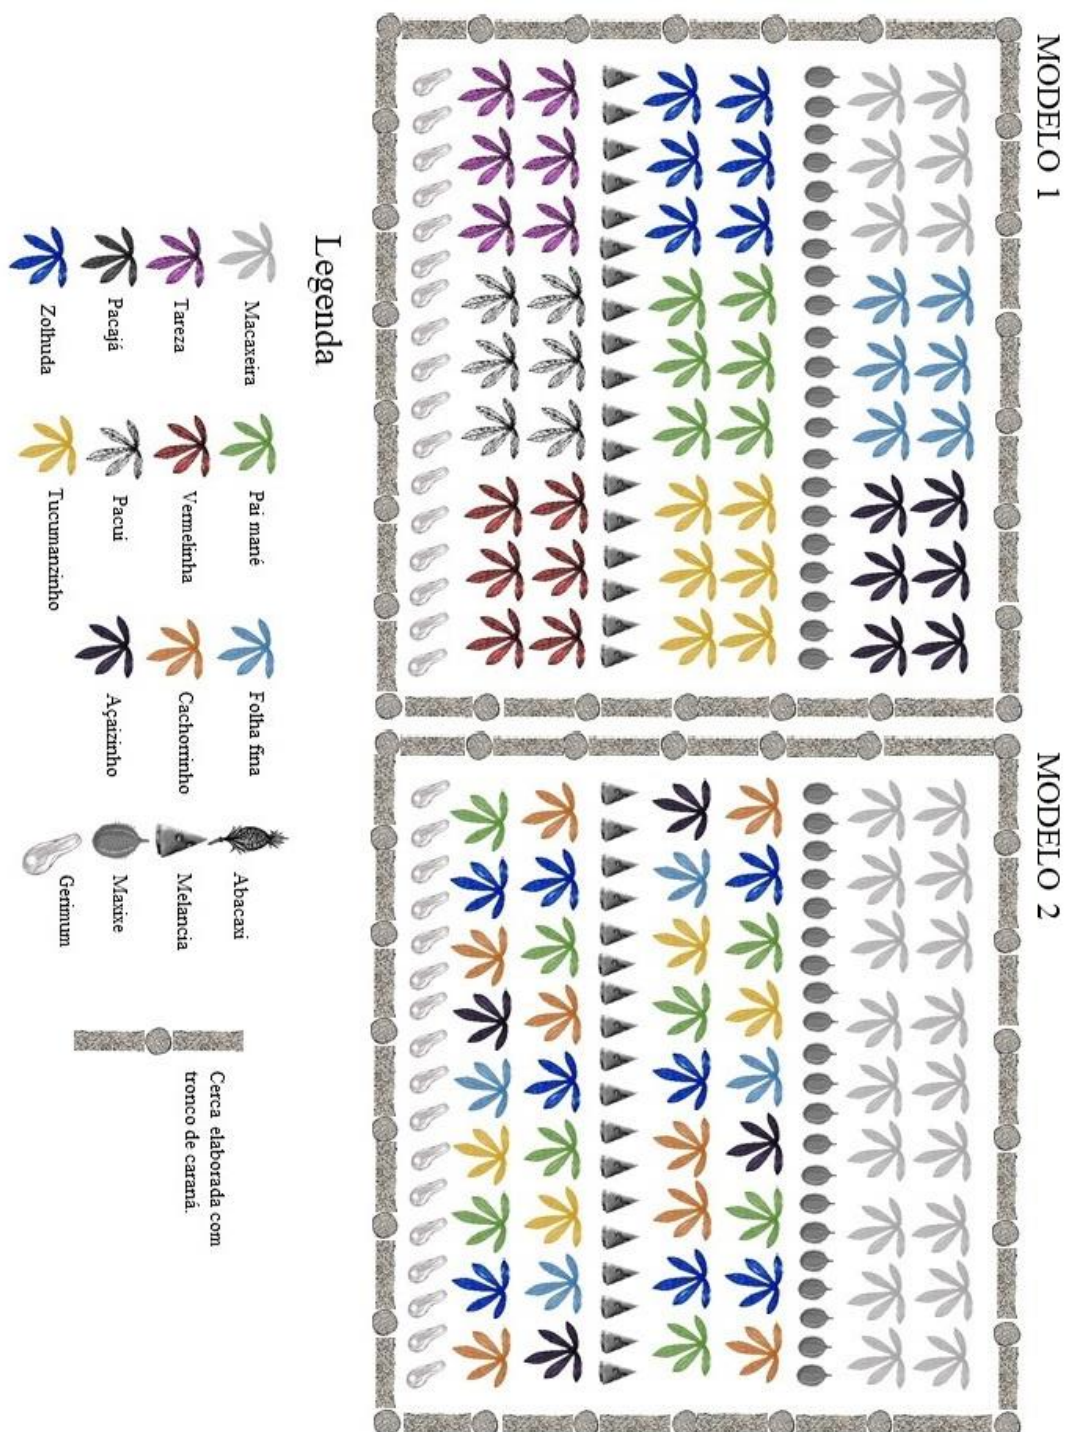 MODELO 1
MODELO 2
Legenda
Macaxeira
Tareza
Pacajá
Zolhuda
Pai mané
Vermelinha
Pacui
Tucumanzinho
Folha fina
Cachorrinho
Açaizinho
Abacaxi
Melancia
Maxixe
Gerimum
Cerca elaborada com
tronco de caraná.